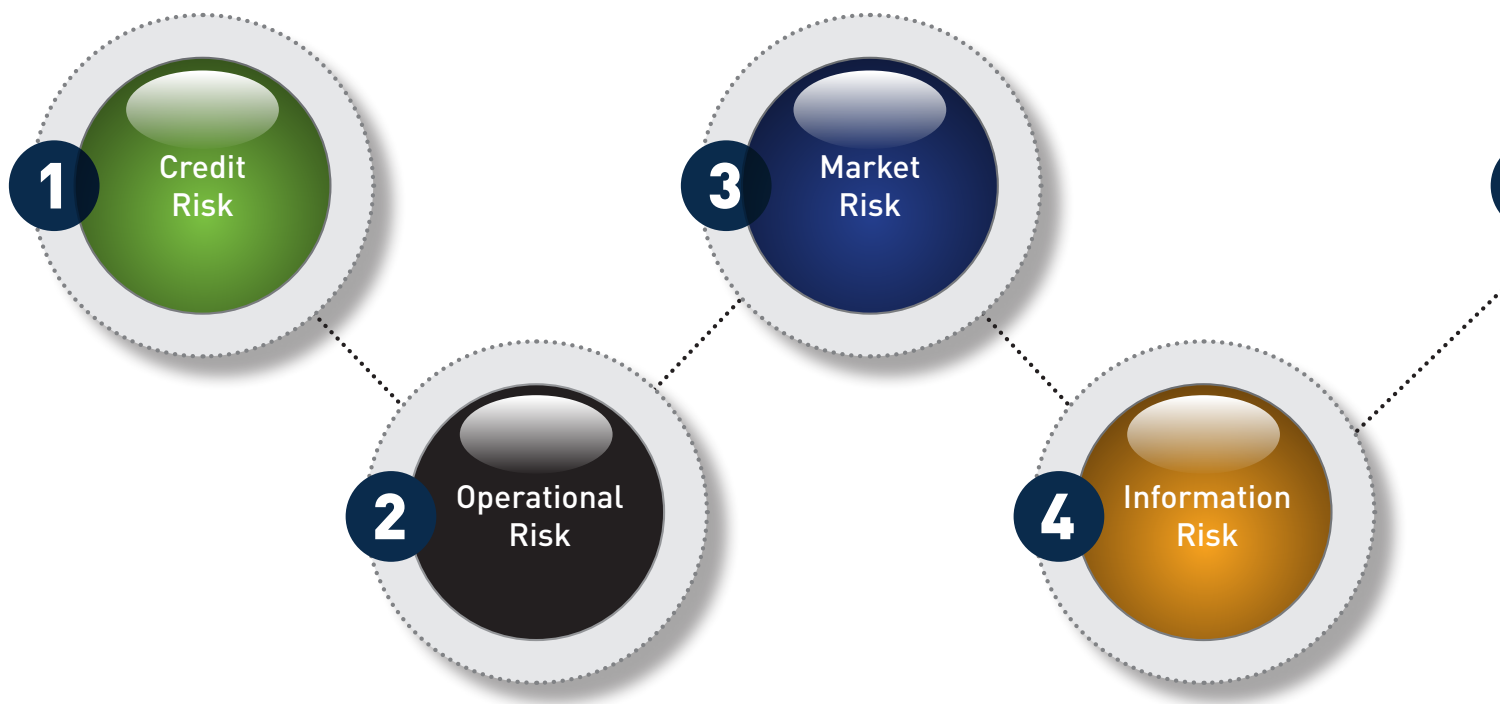 1
Credit
Risk
2
Operational
Risk
3
Market
Risk
4
Information
Risk